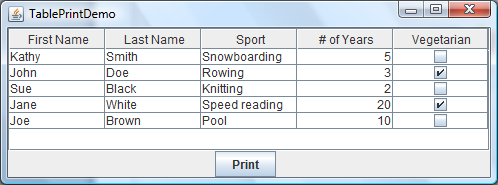 TablePrintDemo
First Name Last Name Sport # of Years Vegetarian
Kathy Smith Snowboarding 5
John Doe Rowing 3
Sue Black Knitting 2
Jane White Speed reading 20
Joe Brown Pool 10
Print